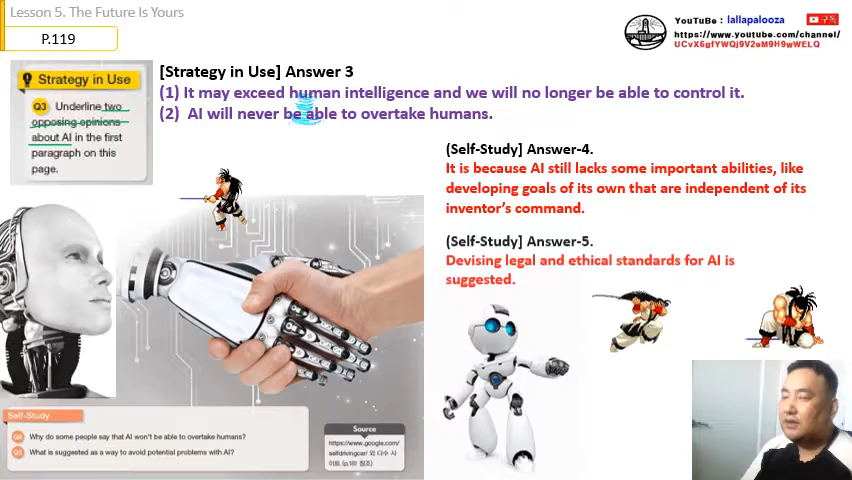 Lesson 5. The Future Is Yours
P.119
YouTuBe : lallapalooza
구독
https://www.youtube.com/channel/
UCvX6gfYWQj9V2eM9H9wWELQ
Strategy in Use
Q3 Underline two
opposing opinions
about AI in the first
paragraph on this
page.
[Strategy in Use] Answer 3
(1) It may exceed human intelligence and we will no longer be able to control it.
(2) AI will never be able to overtake humans.
(Self-Study] Answer-4.
It is because AI still lacks some important abilities, like
developing goals of its own that are independent of its
inventor's command.
(Self-Study] Answer-5.
Devising legal and ethical standards for AI is
suggested.
Self-Study
Q4 Why do some people say that AI won't be able to overtake humans?
Q5 What is suggested as a way to avoid potential problems with AI?
Source
https://www.google.com/
selfdrivingcar/ 외 다수 사